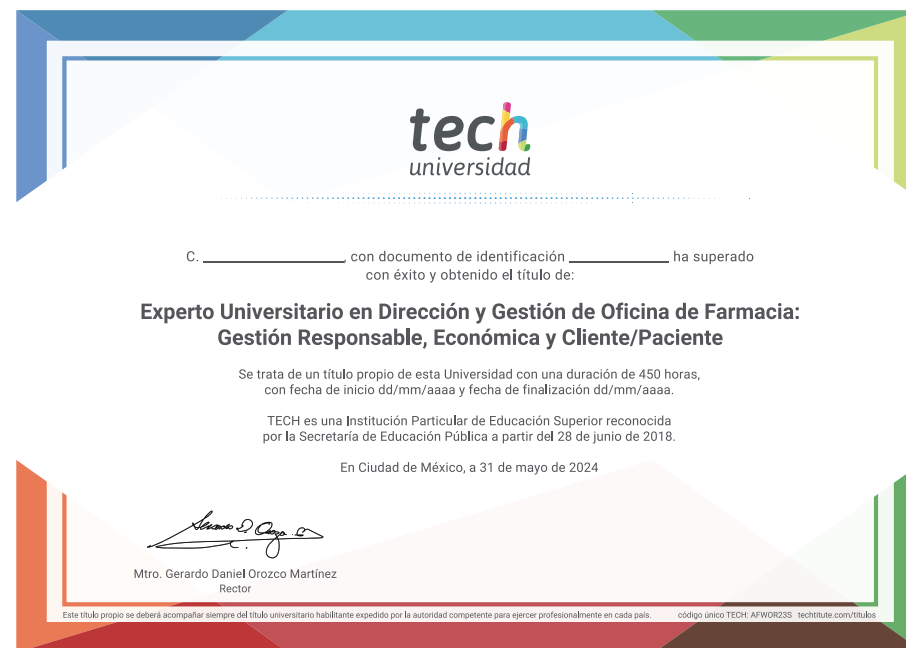 tech
universidad
C. ____________________, con documento de identificación ______________ ha superado
con éxito y obtenido el título de:
Experto Universitario en Dirección y Gestión de Oficina de Farmacia:
Gestión Responsable, Económica y Cliente/Paciente
Se trata de un título propio de esta Universidad con una duración de 450 horas,
con fecha de inicio dd/mm/aaaa y fecha de finalización dd/mm/aaaa.
TECH es una Institución Particular de Educación Superior reconocida
por la Secretaría de Educación Pública a partir del 28 de junio de 2018.
En Ciudad de México, a 31 de mayo de 2024
Mtro. Gerardo Daniel Orozco Martínez
Rector
Este título propio se deberá acompañar siempre del título universitario habilitante expedido por la autoridad competente para ejercer profesionalmente en cada país. código único TECH: AFWOR23S techtitute.com/titulos